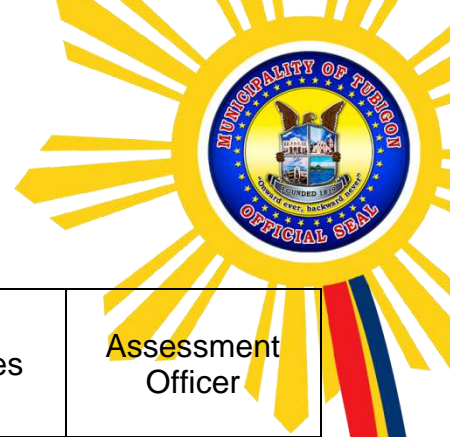 MUNICIPALITY OF TUBIGON
FOUNDED 1819
"Onward ever, backward never"
OFFICIAL SEAL
es
Assessment
Officer